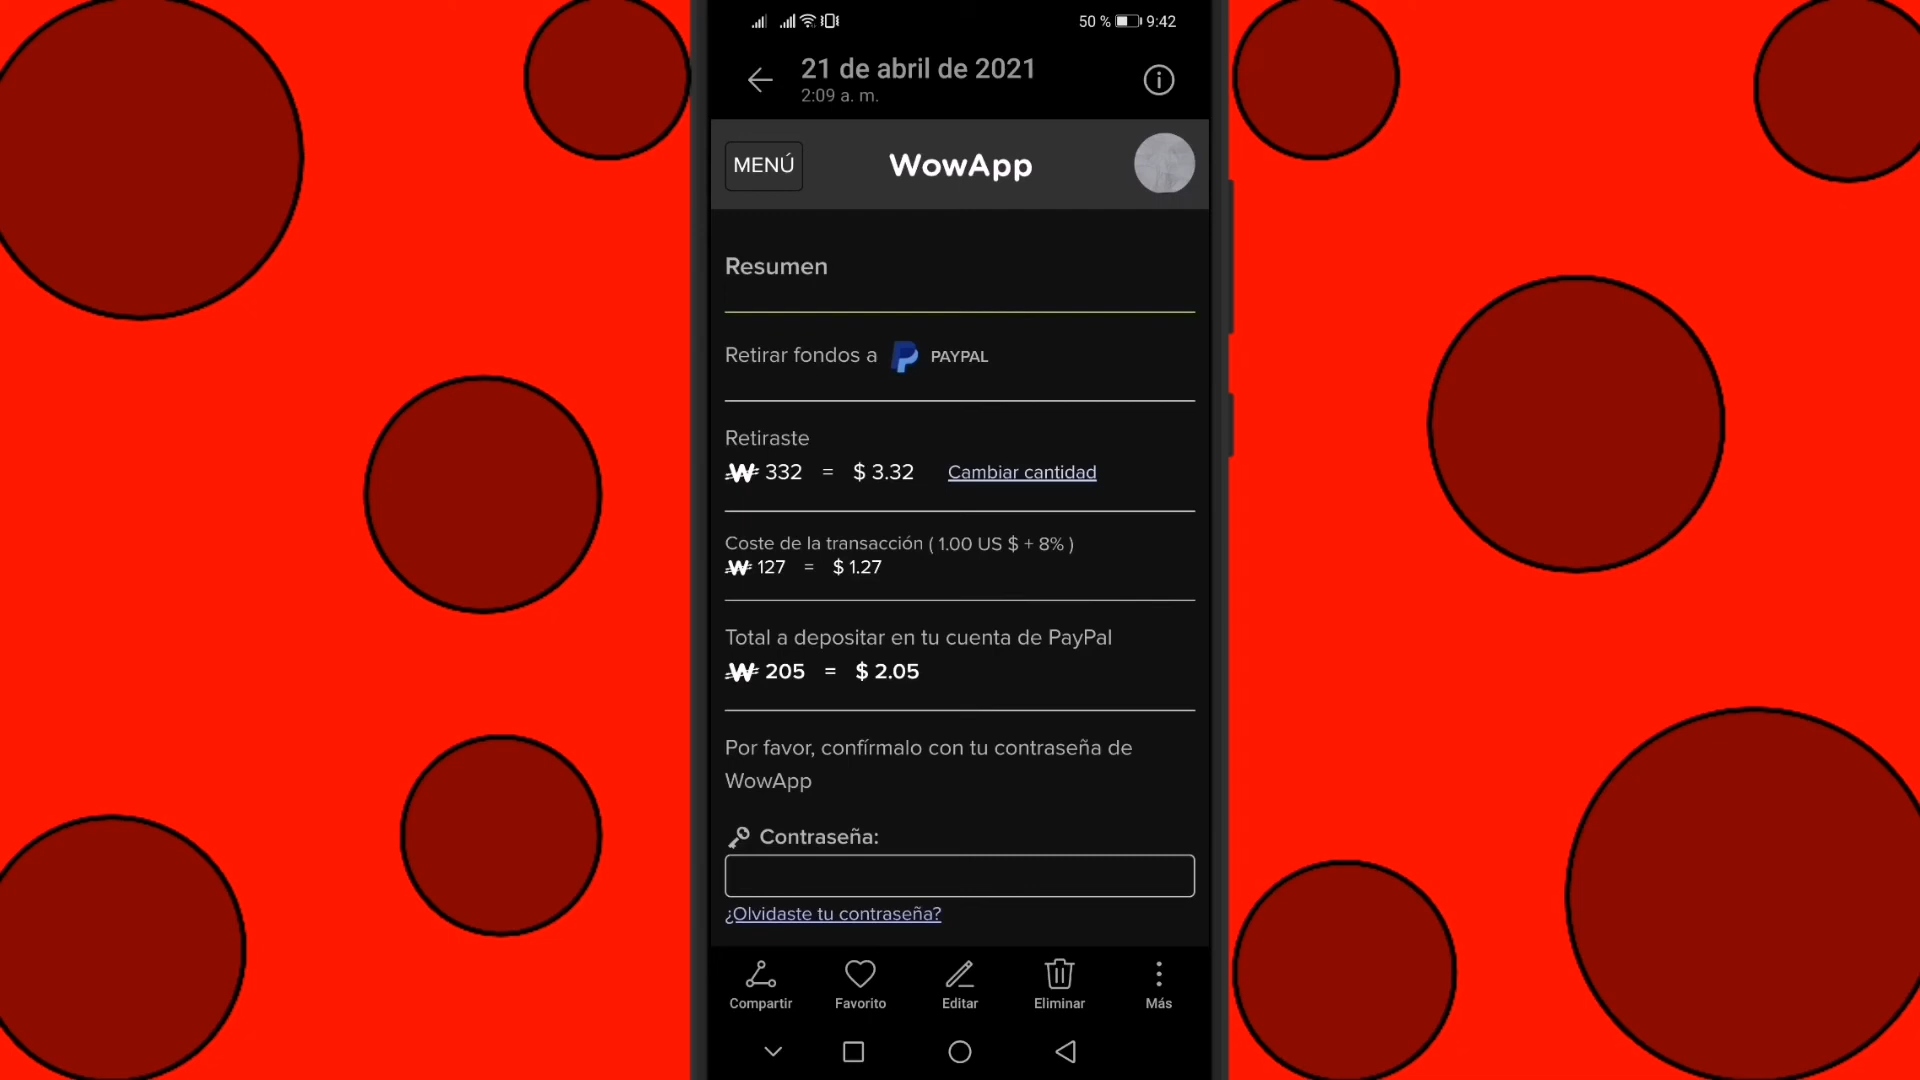 50 % 9:42
21 de abril de 2021
2:09 a. m.
MENÚ WowApp
Resumen
Retirar fondos a PAYPAL
Retiraste
₩ 332 = $ 3.32 Cambiar cantidad
Coste de la transacción ( 1.00 US $ + 8% )
₩ 127 = $ 1.27
Total a depositar en tu cuenta de PayPal
₩ 205 = $ 2.05
Por favor, confírmalo con tu contraseña de
WowApp
Contraseña:
¿Olvidaste tu contraseña?
Compartir Favorito Editar Eliminar Más